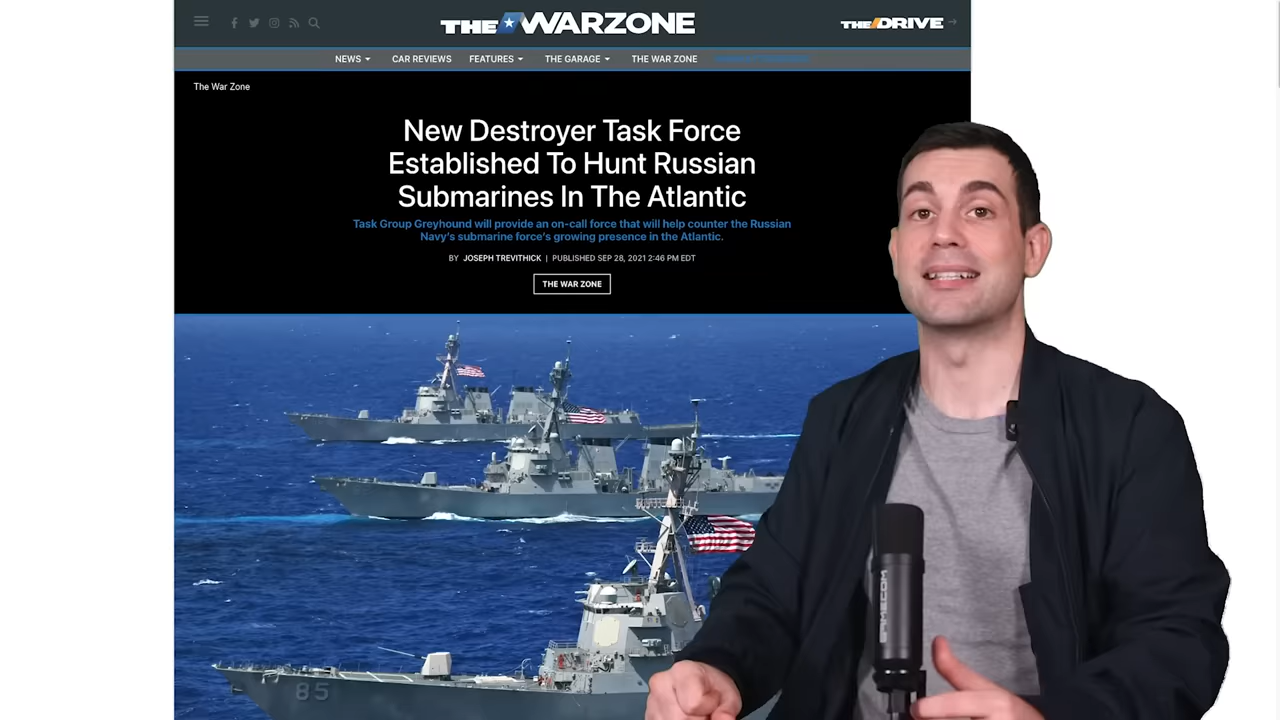 THE WARZONE
THE DRIVE
NEWS
CAR REVIEWS
FEATURES
THE GARAGE
THE WAR ZONE
The War Zone
New Destroyer Task Force
Established To Hunt Russian
Submarines In The Atlantic
Task Group Greyhound will provide an on-call force that will help counter the Russian
Navy's submarine force's growing presence in the Atlantic.
BY JOSEPH TREVITHICK | PUBLISHED SEP 28, 2021 2:46 PM EDT
THE WAR ZONE
85